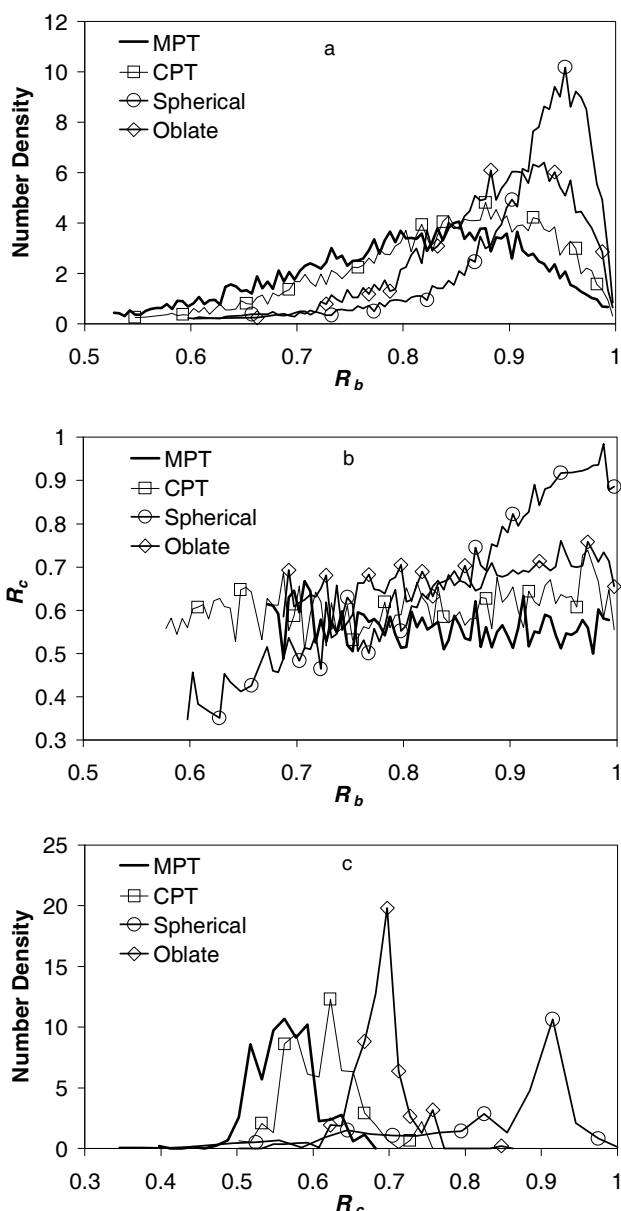 a
MPT
CPT
Spherical
Oblate
Number Density
12
10
8
6
4
2
0
0.5 0.6 0.7 0.8 0.9 1
R_b
b
MPT
CPT
Spherical
Oblate
R_c
1
0.9
0.8
0.7
0.6
0.5
0.4
0.3
0.5 0.6 0.7 0.8 0.9 1
R_b
c
MPT
CPT
Spherical
Oblate
Number Density
25
20
15
10
5
0
0.3 0.4 0.5 0.6 0.7 0.8 0.9 1
R_c